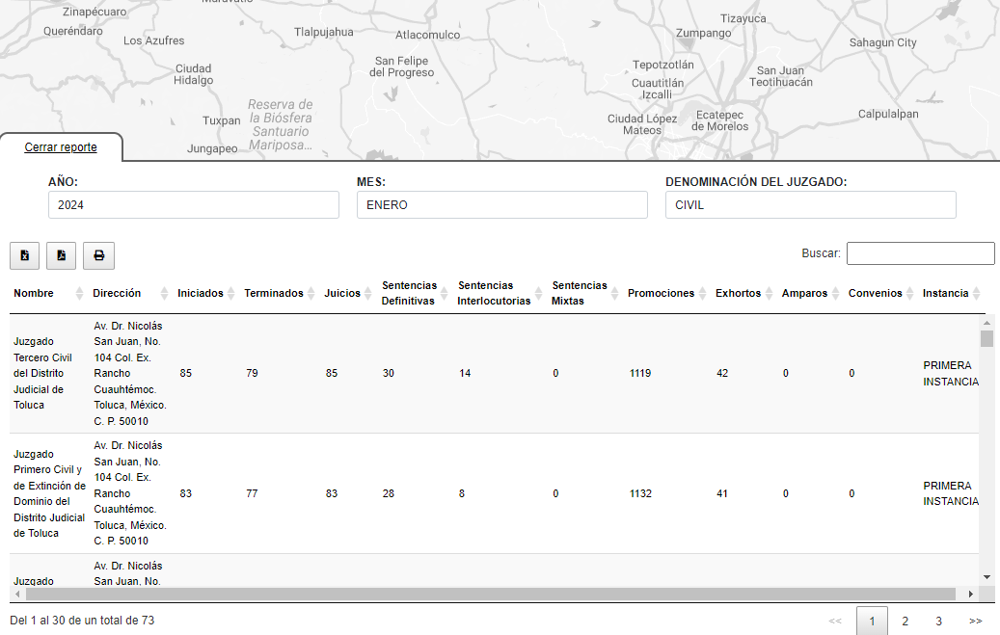 Maravatío
Zinapécuaro
Queréndaro
Los Azufres
Tlalpujahua
Atlacomulco
Tizayuca
Zumpango
Sahagun City
San Felipe
del Progreso
Tepotzotlán
Ciudad
Hidalgo
San Juan
Teotihuacán
Cuautitlán
Izcalli
Reserva de
la Biósfera
Santuario
Mariposa...
Tuxpan
Ciudad López
Mateos
Ecatepec
de Morelos
Calpulalpan
Jungapeo
Cerrar reporte
AÑO:
MES:
DENOMINACIÓN DEL JUZGADO:
2024
ENERO
CIVIL
Buscar:
Nombre
Dirección
Iniciados
Terminados
Juicios
Sentencias
Definitivas
Sentencias
Interlocutorias
Sentencias
Mixtas
Promociones
Exhortos
Amparos
Convenios
Instancia
Juzgado
Tercero Civil
del Distrito
Judicial de
Toluca
Av. Dr. Nicolás
San Juan, No.
104 Col. Ex.
Rancho
Cuauhtémoc.
Toluca, México.
C. P. 50010
85
79
85
30
14
0
1119
42
0
0
PRIMERA
INSTANCIA
Juzgado
Primero Civil y
de Extinción de
Dominio del
Distrito Judicial
de Toluca
Av. Dr. Nicolás
San Juan, No.
104 Col. Ex.
Rancho
Cuauhtémoc.
Toluca, México.
C. P. 50010
83
77
83
28
8
0
1132
41
0
0
PRIMERA
INSTANCIA
Juzgado
Av. Dr. Nicolás
San Juan, No.
Del 1 al 30 de un total de 73
<<
1
2
3
>>